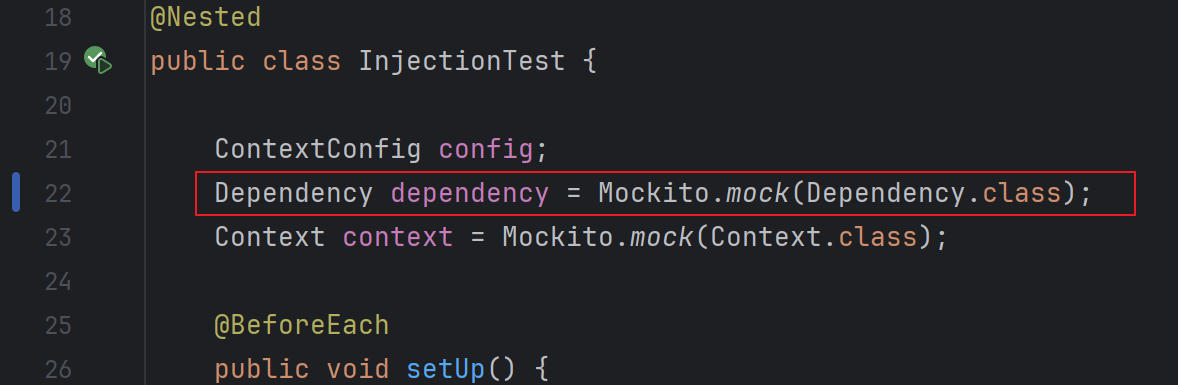 18 @Nested
19 public class InjectionTest {
20
21 ContextConfig config;
22 Dependency dependency = Mockito.mock(Dependency.class);
23 Context context = Mockito.mock(Context.class);
24
25 @BeforeEach
26 public void setUp() {